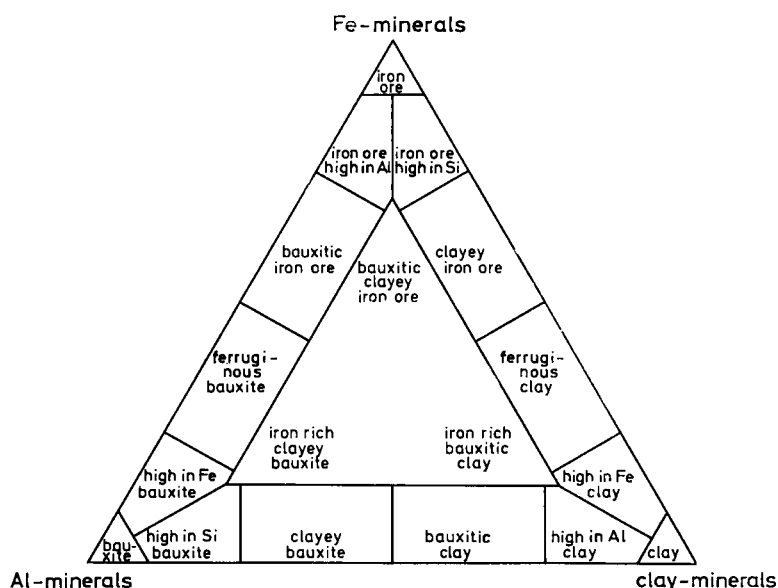 Fe-minerals
iron
ore
iron ore
high in Al
iron ore
high in Si
bauxitic
iron ore
bauxitic
clayey
iron ore
clayey
iron ore
ferrugi-
nous
bauxite
ferrugi-
nous
clay
iron rich
clayey
bauxite
iron rich
bauxitic
clay
high in Fe
bauxite
high in Fe
clay
bau-
xite
high in Si
bauxite
clayey
bauxite
bauxitic
clay
high in Al
clay
clay
Al-minerals
clay-minerals